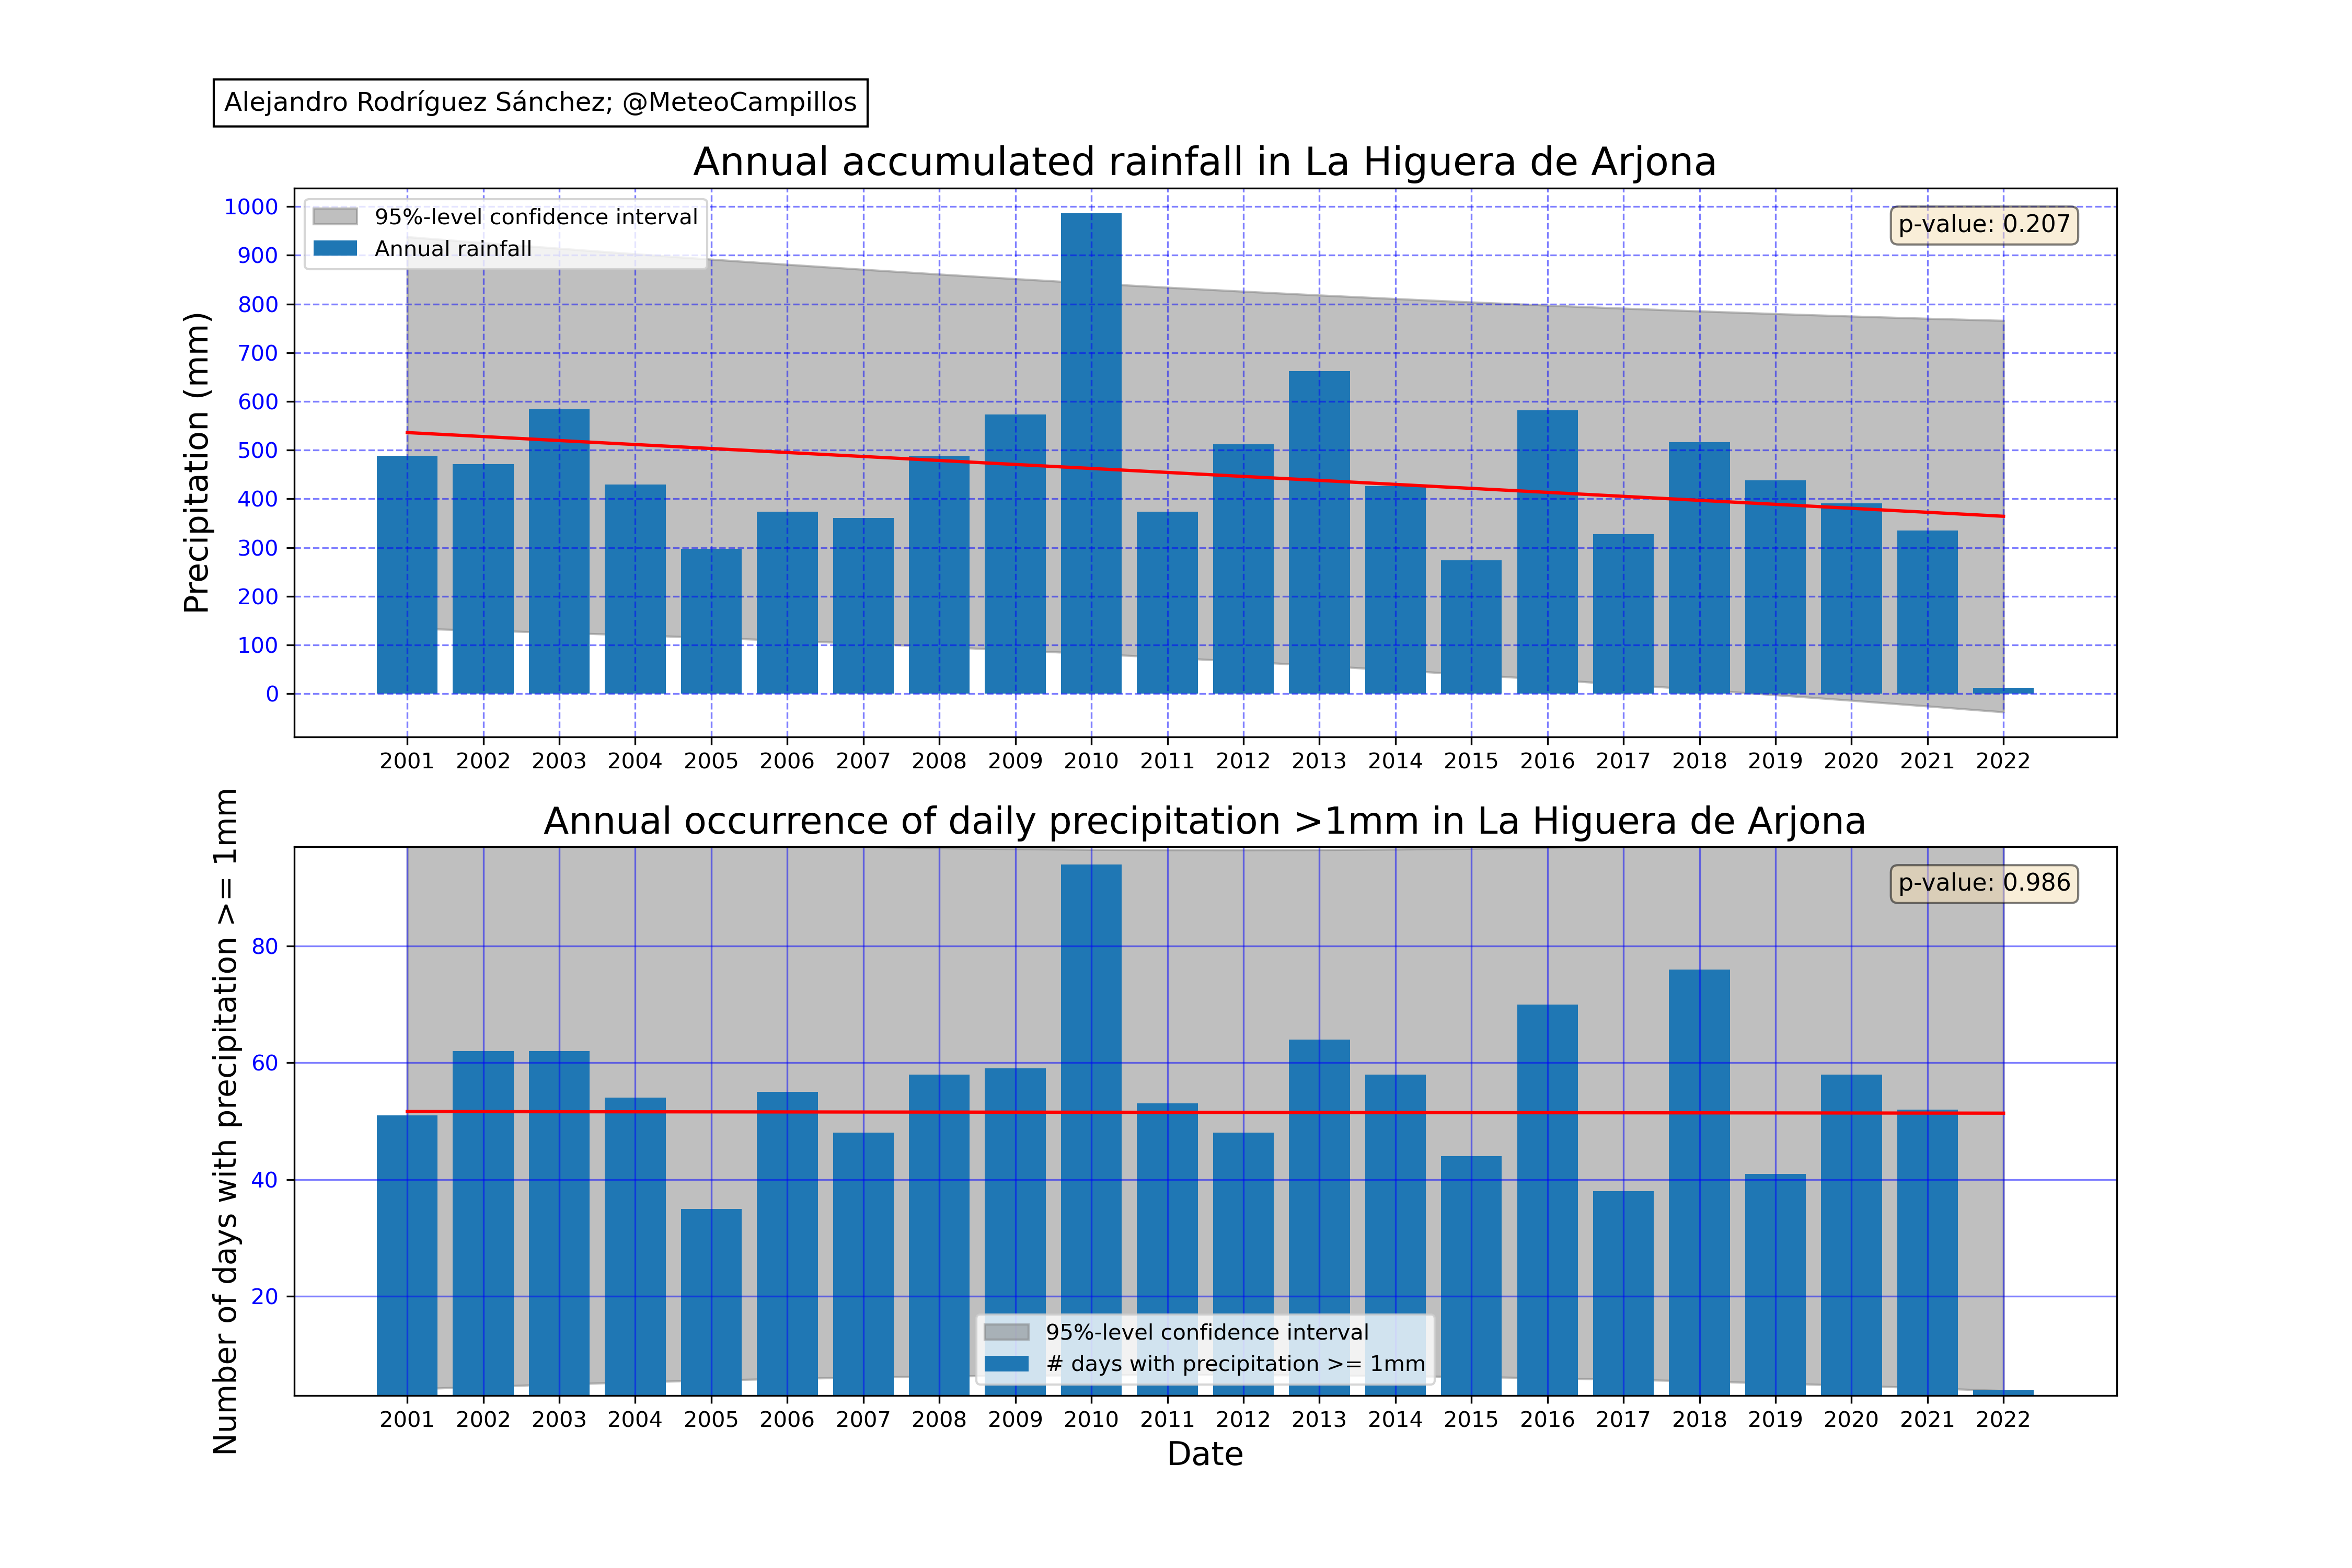 Alejandro Rodríguez Sánchez; @MeteoCampillos
Annual accumulated rainfall in La Higuera de Arjona
95%-level confidence interval
Annual rainfall
p-value: 0.207
Precipitation (mm)
1000
900
800
700
600
500
400
300
200
100
0
2001 2002 2003 2004 2005 2006 2007 2008 2009 2010 2011 2012 2013 2014 2015 2016 2017 2018 2019 2020 2021 2022
Annual occurrence of daily precipitation >1mm in La Higuera de Arjona
p-value: 0.986
Number of days with precipitation >= 1mm
80
60
40
20
95%-level confidence interval
# days with precipitation >= 1mm
2001 2002 2003 2004 2005 2006 2007 2008 2009 2010 2011 2012 2013 2014 2015 2016 2017 2018 2019 2020 2021 2022
Date